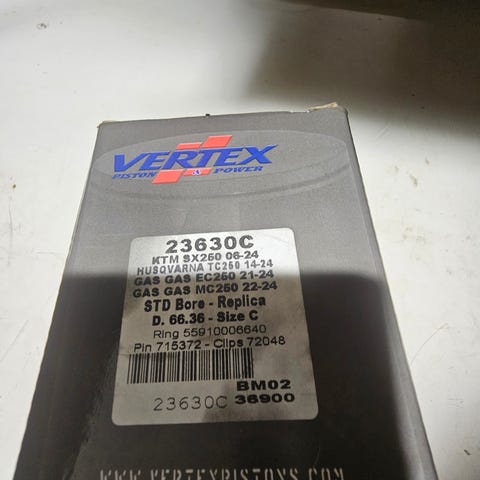 VERTEX
PISTON POWER
23630C
KTM SX250 06-24
HUSQVARNA TC250 14-24
GAS GAS EC250 21-24
GAS GAS MC250 22-24
STD Bore - Replica
D. 66.36 - Size C
Ring 55910006640
Pin 715372 - Clips 72048
BM02
23630C 36900
WWW.VERTEXPISTONS.COM